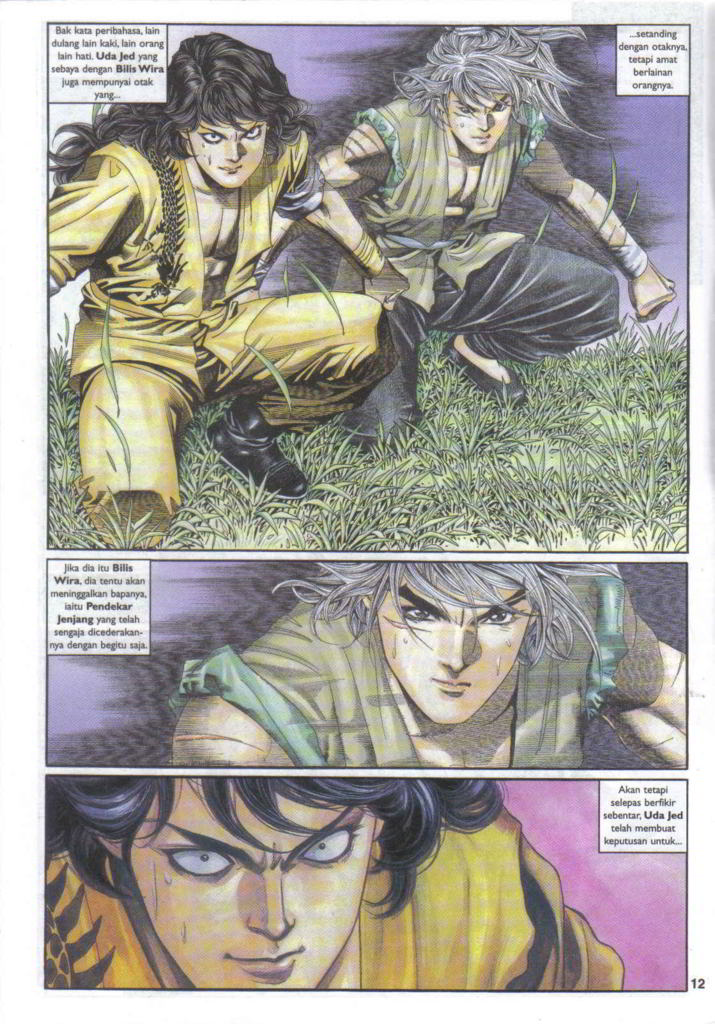 Bak kata peribahasa, lain
dulang lain kaki, lain orang
lain hati. Uda Jed yang
sebaya dengan Bilis Wira
juga mempunyai otak
yang...
...setanding
dengan otaknya,
tetapi amat
berlainan
orangnya.
Jika dia itu Bilis
Wira, dia tentu akan
meninggalkan bapanya,
iaitu Pendekar
Jenjang yang telah
sengaja dicederakan-
nya dengan begitu saja.
Akan tetapi
selepas berfikir
sebentar, Uda Jed
telah membuat
keputusan untuk...
12